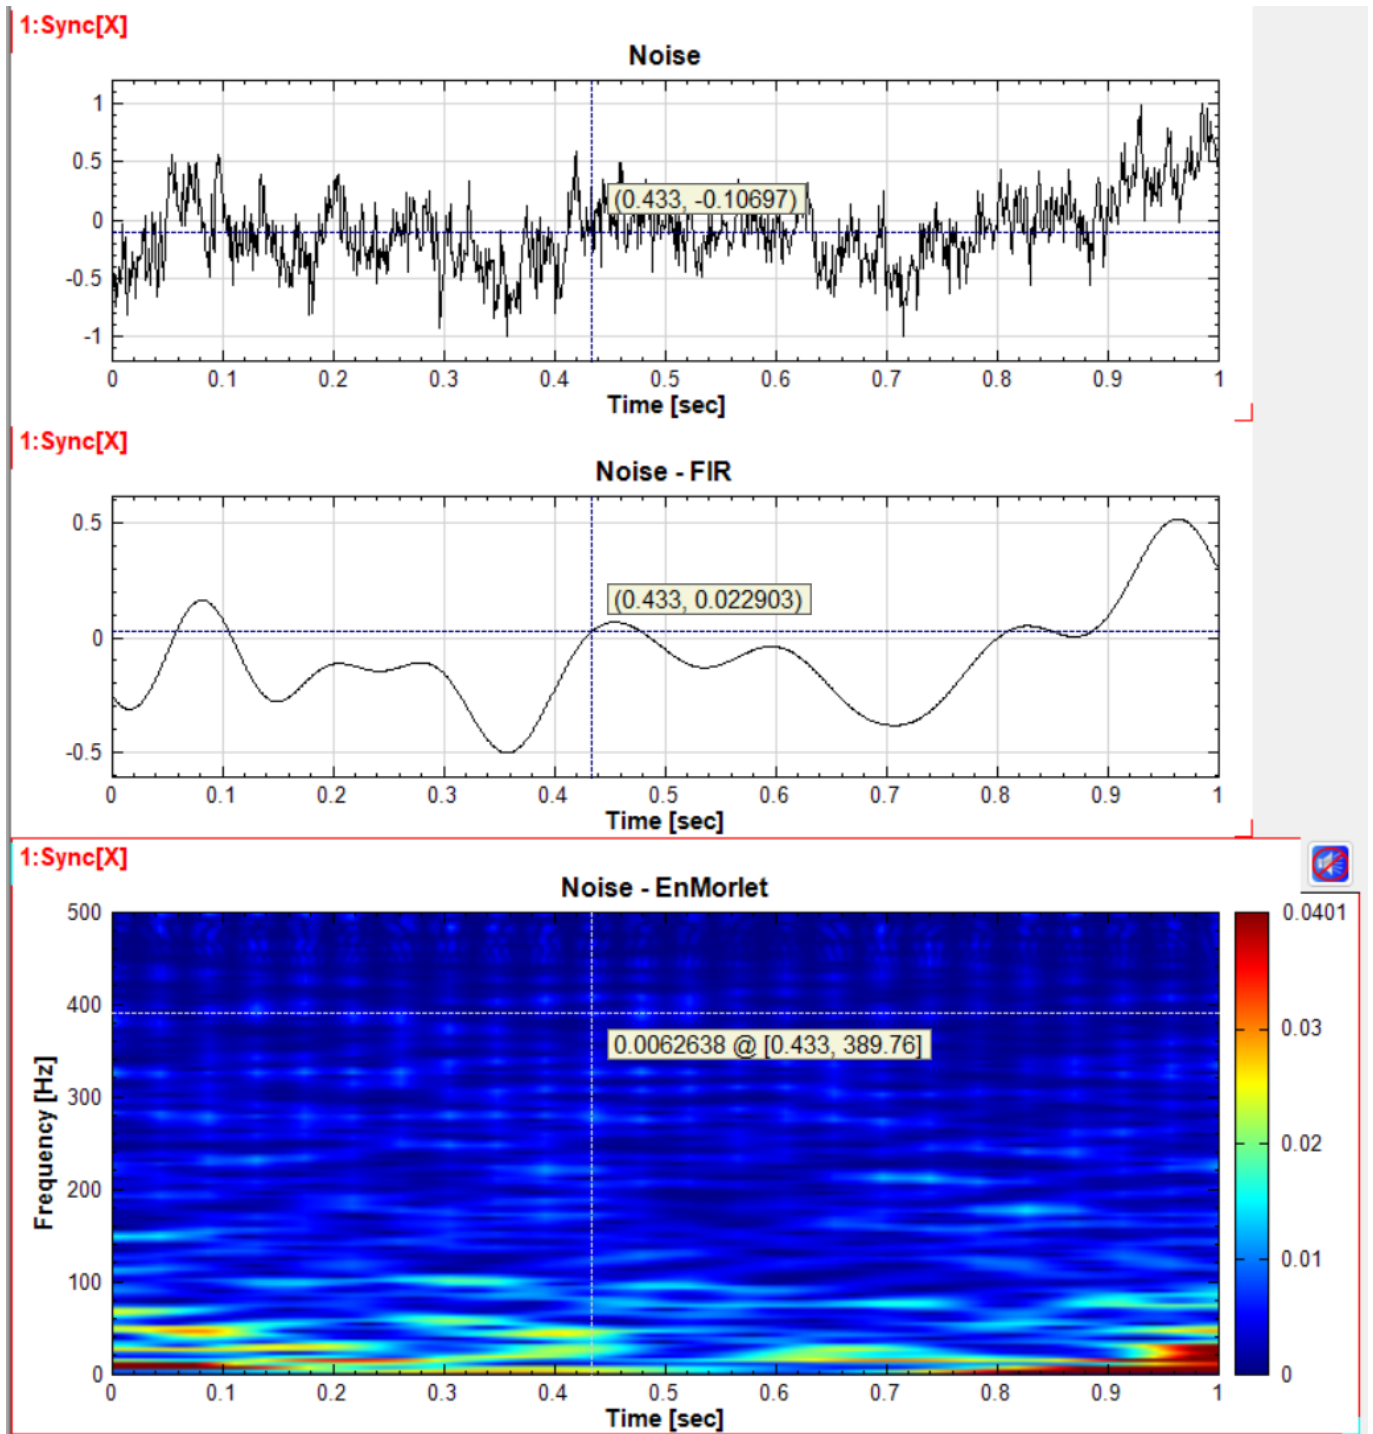 1:Sync[X]
Noise
1
0.5
0
-0.5
-1
(0.433, -0.10697)
0 0.1 0.2 0.3 0.4 0.5 0.6 0.7 0.8 0.9 1
Time [sec]
1:Sync[X]
Noise - FIR
0.5
0
-0.5
(0.433, 0.022903)
0 0.1 0.2 0.3 0.4 0.5 0.6 0.7 0.8 0.9 1
Time [sec]
1:Sync[X]
Noise - EnMorlet
Frequency [Hz]
500
400
300
200
100
0
0.0062638 @ [0.433, 389.76]
0.0401
0.03
0.02
0.01
0
0 0.1 0.2 0.3 0.4 0.5 0.6 0.7 0.8 0.9 1
Time [sec]